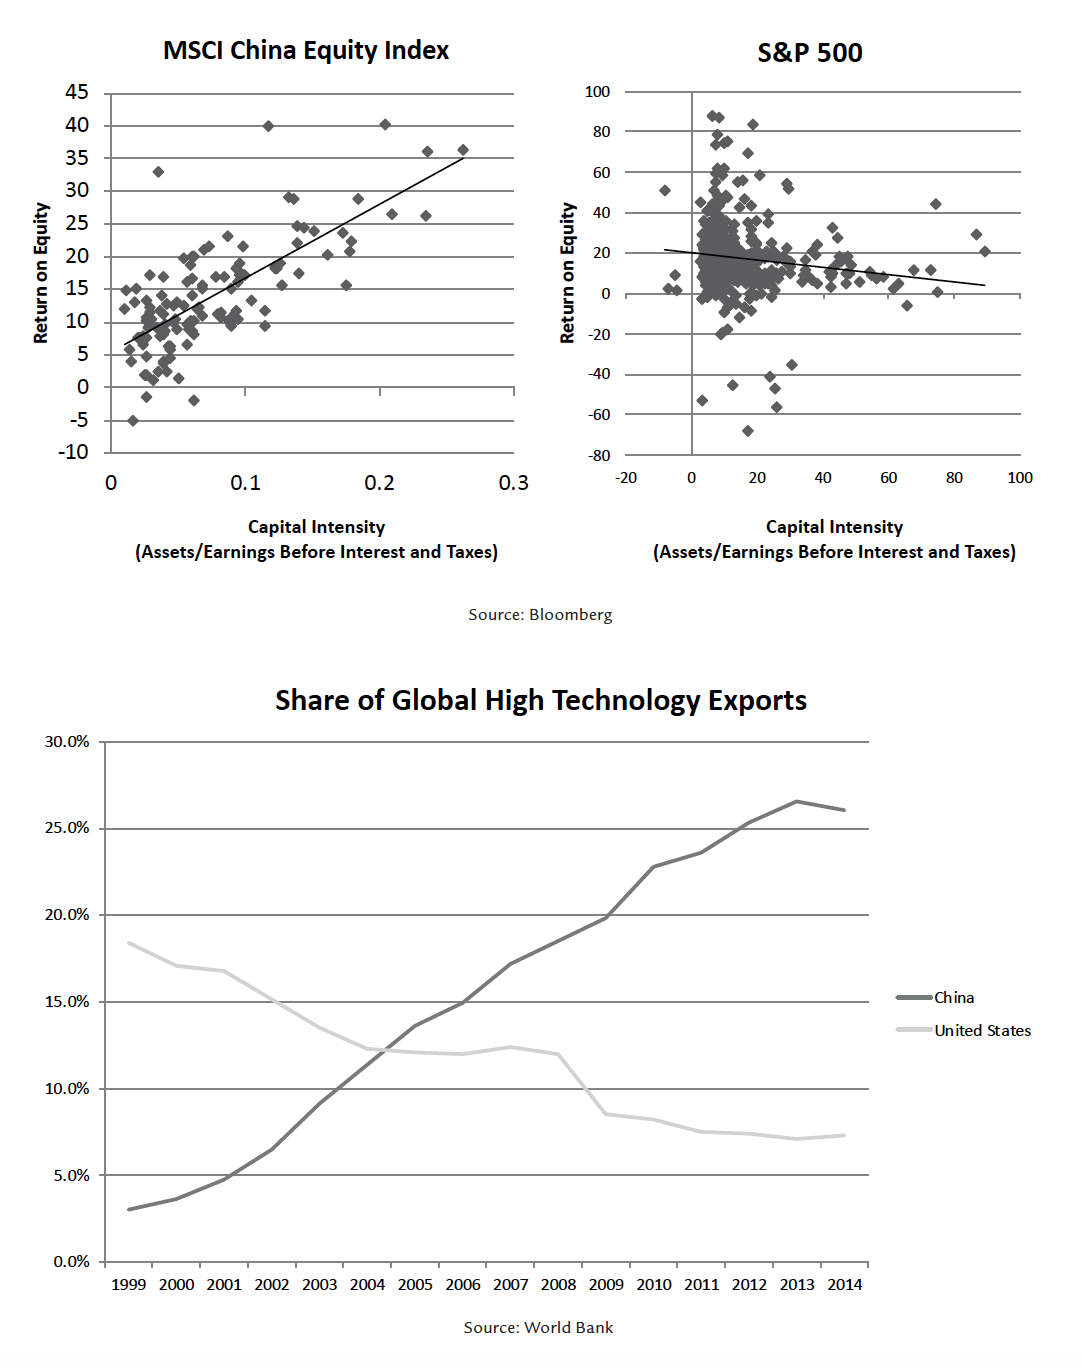 MSCI China Equity Index
45
40
35
30
25
20
15
10
5
0
-5
-10
Return on Equity
0 0.1 0.2 0.3
Capital Intensity
(Assets/Earnings Before Interest and Taxes)
S&P 500
100
80
60
40
20
0
-20
-40
-60
-80
Return on Equity
-20 0 20 40 60 80 100
Capital Intensity
(Assets/Earnings Before Interest and Taxes)
Source: Bloomberg
Share of Global High Technology Exports
30.0%
25.0%
20.0%
15.0%
10.0%
5.0%
0.0%
1999 2000 2001 2002 2003 2004 2005 2006 2007 2008 2009 2010 2011 2012 2013 2014
China
United States
Source: World Bank